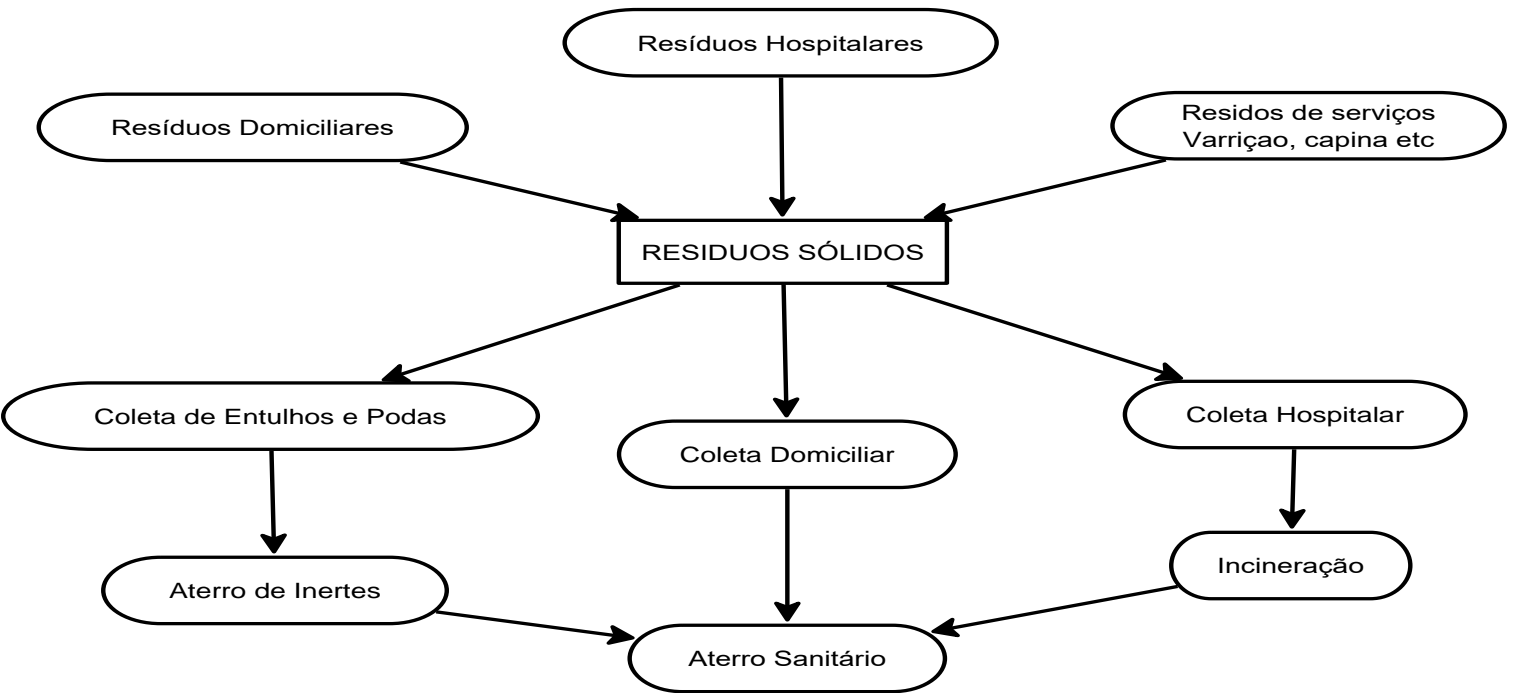 Resíduos Hospitalares
Resíduos Domiciliares
Residos de serviços
Varriçao, capina etc
RESIDUOS SÓLIDOS
Coleta de Entulhos e Podas
Coleta Domiciliar
Coleta Hospitalar
Aterro de Inertes
Incineração
Aterro Sanitário